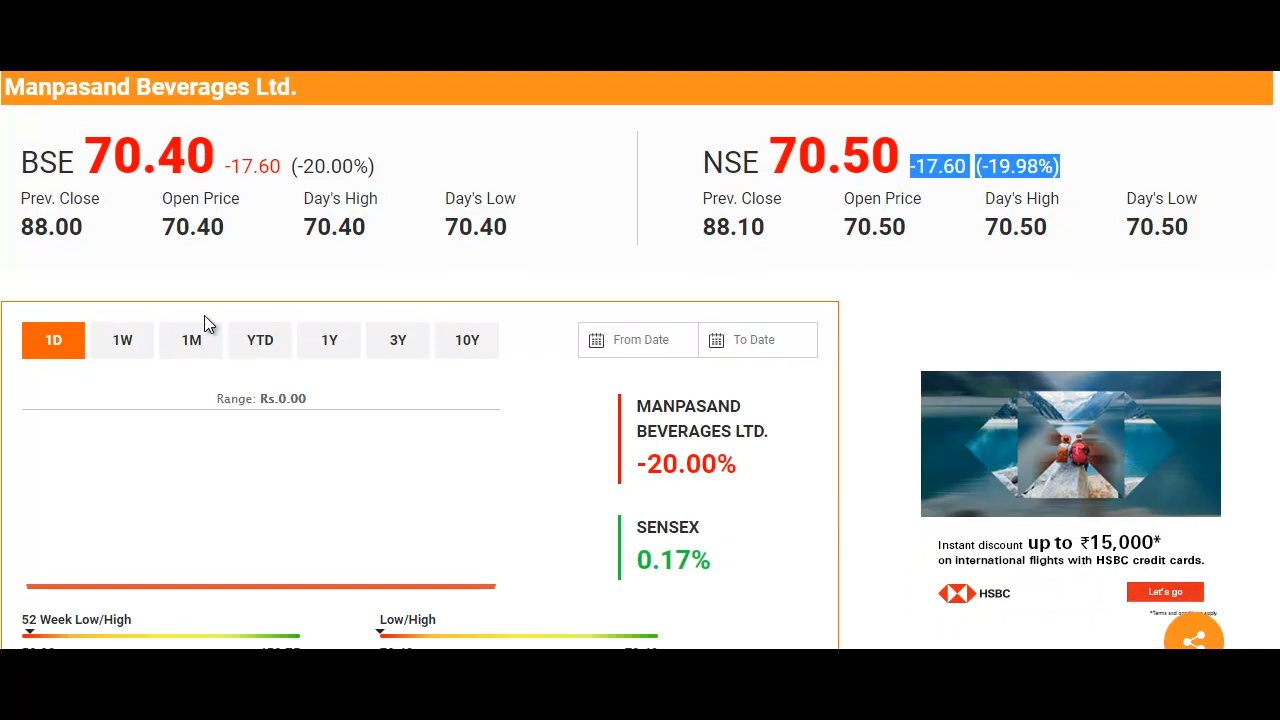 Manpasand Beverages Ltd.
BSE 70.40 -17.60 (-20.00%)
Prev. Close Open Price Day's High Day's Low
88.00 70.40 70.40 70.40
NSE 70.50 -17.60 (-19.98%)
Prev. Close Open Price Day's High Day's Low
88.10 70.50 70.50 70.50
1D 1W 1M YTD 1Y 3Y 10Y
From Date To Date
Range: Rs.0.00
MANPASAND
BEVERAGES LTD.
-20.00%
SENSEX
0.17%
52 Week Low/High Low/High
Instant discount up to ₹15,000*
on international flights with HSBC credit cards.
HSBC
Let's go
*Terms and conditions apply